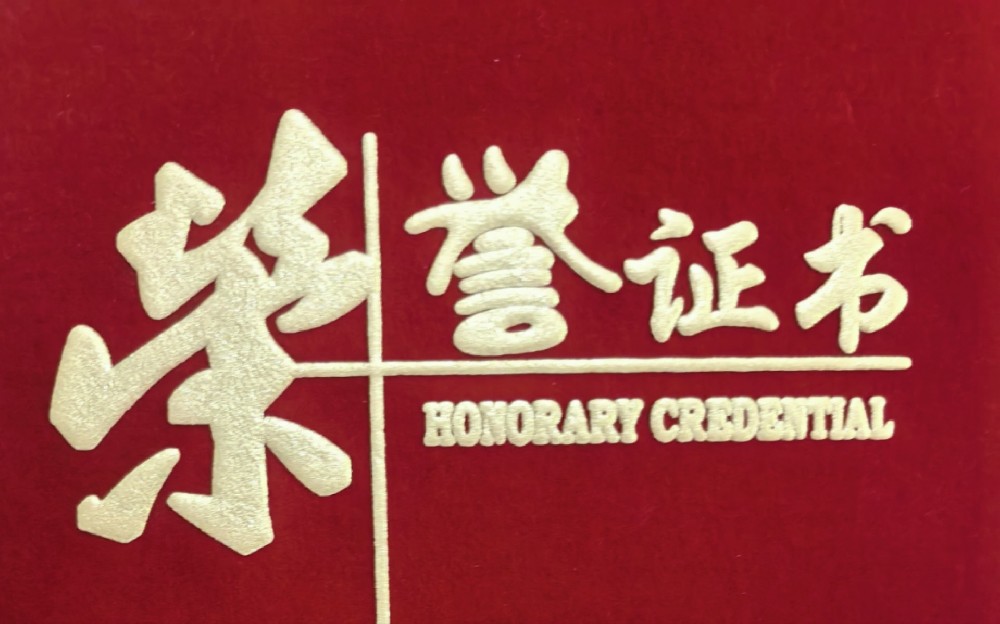 荣誉证书
HONORARY CREDENTIAL